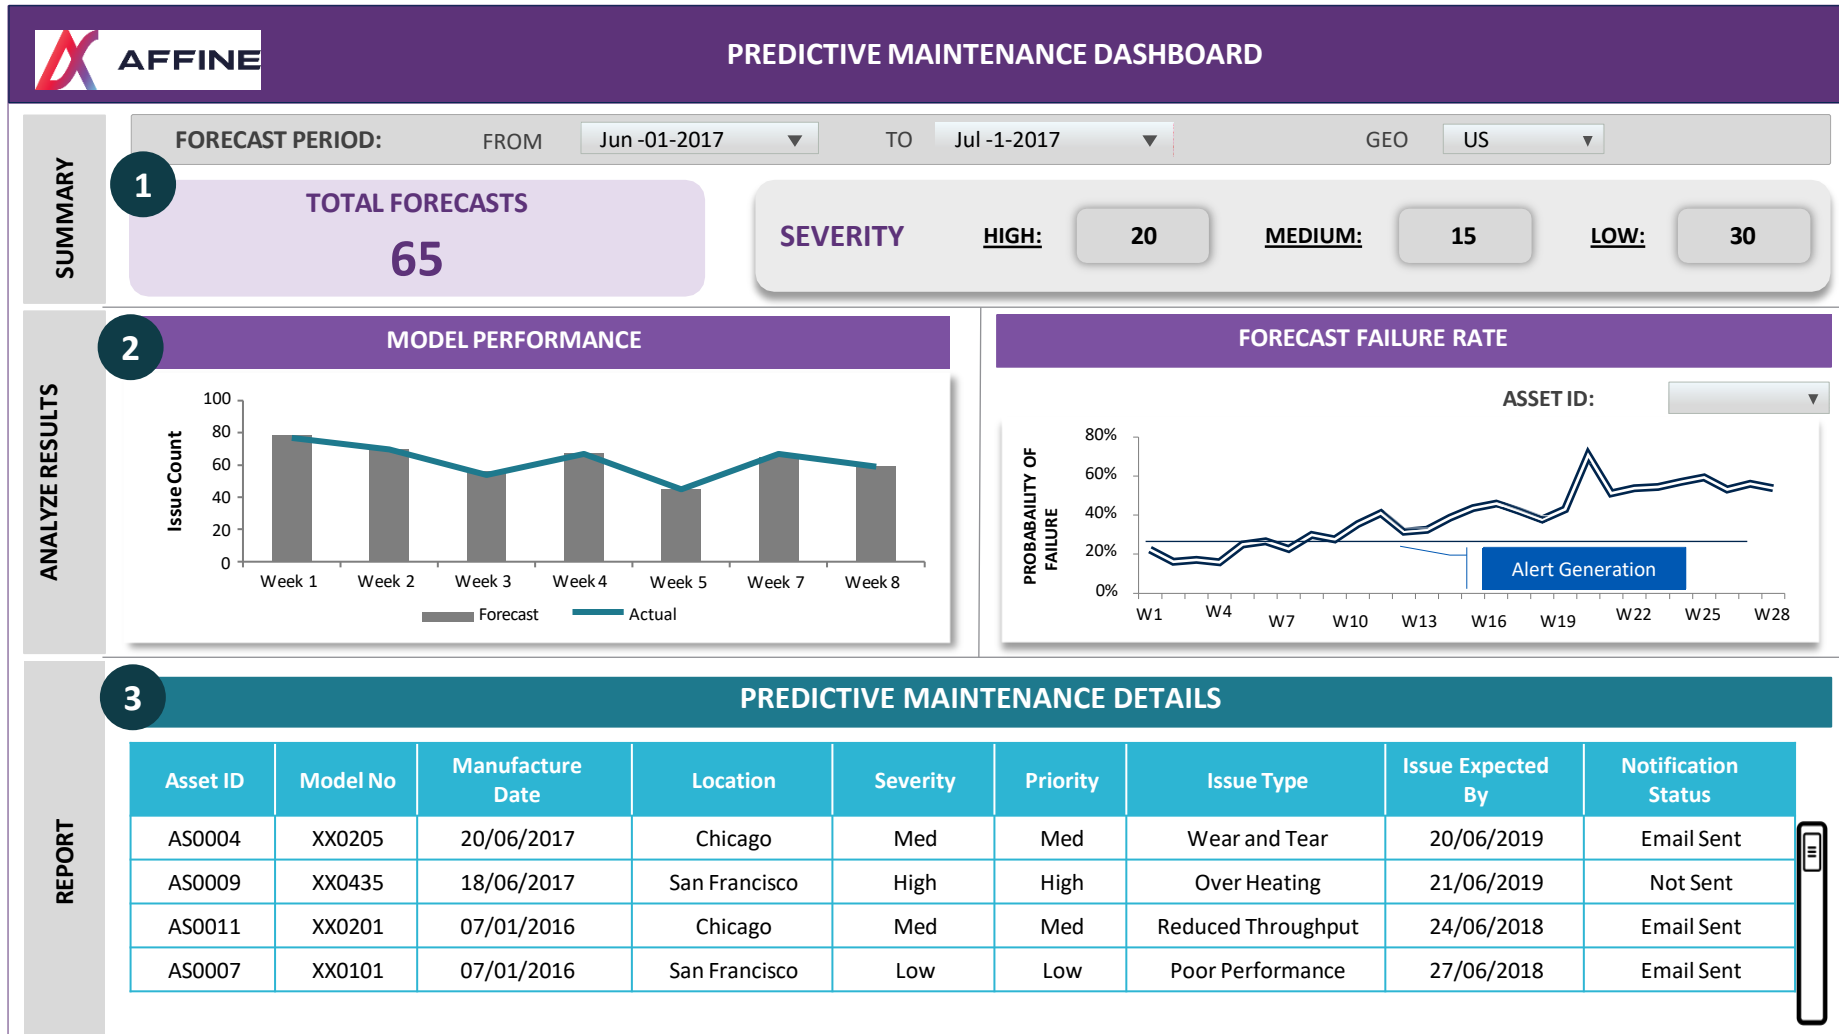 AFFINE
PREDICTIVE MAINTENANCE DASHBOARD
SUMMARY
FORECAST PERIOD: FROM Jun -01-2017 TO Jul -1-2017 GEO US
1
TOTAL FORECASTS
65
SEVERITY HIGH: 20 MEDIUM: 15 LOW: 30
ANALYZE RESULTS
2
MODEL PERFORMANCE
Issue Count
100
80
60
40
20
0
Week 1 Week 2 Week 3 Week 4 Week 5 Week 7 Week 8
Forecast Actual
FORECAST FAILURE RATE
ASSET ID:
PROBABAILITY OF
FAILURE
80%
60%
40%
20%
0%
Alert Generation
W1 W4 W7 W10 W13 W16 W19 W22 W25 W28
REPORT
3
PREDICTIVE MAINTENANCE DETAILS
Asset ID Model No Manufacture Date Location Severity Priority Issue Type Issue Expected By Notification Status
AS0004 XX0205 20/06/2017 Chicago Med Med Wear and Tear 20/06/2019 Email Sent
AS0009 XX0435 18/06/2017 San Francisco High High Over Heating 21/06/2019 Not Sent
AS0011 XX0201 07/01/2016 Chicago Med Med Reduced Throughput 24/06/2018 Email Sent
AS0007 XX0101 07/01/2016 San Francisco Low Low Poor Performance 27/06/2018 Email Sent